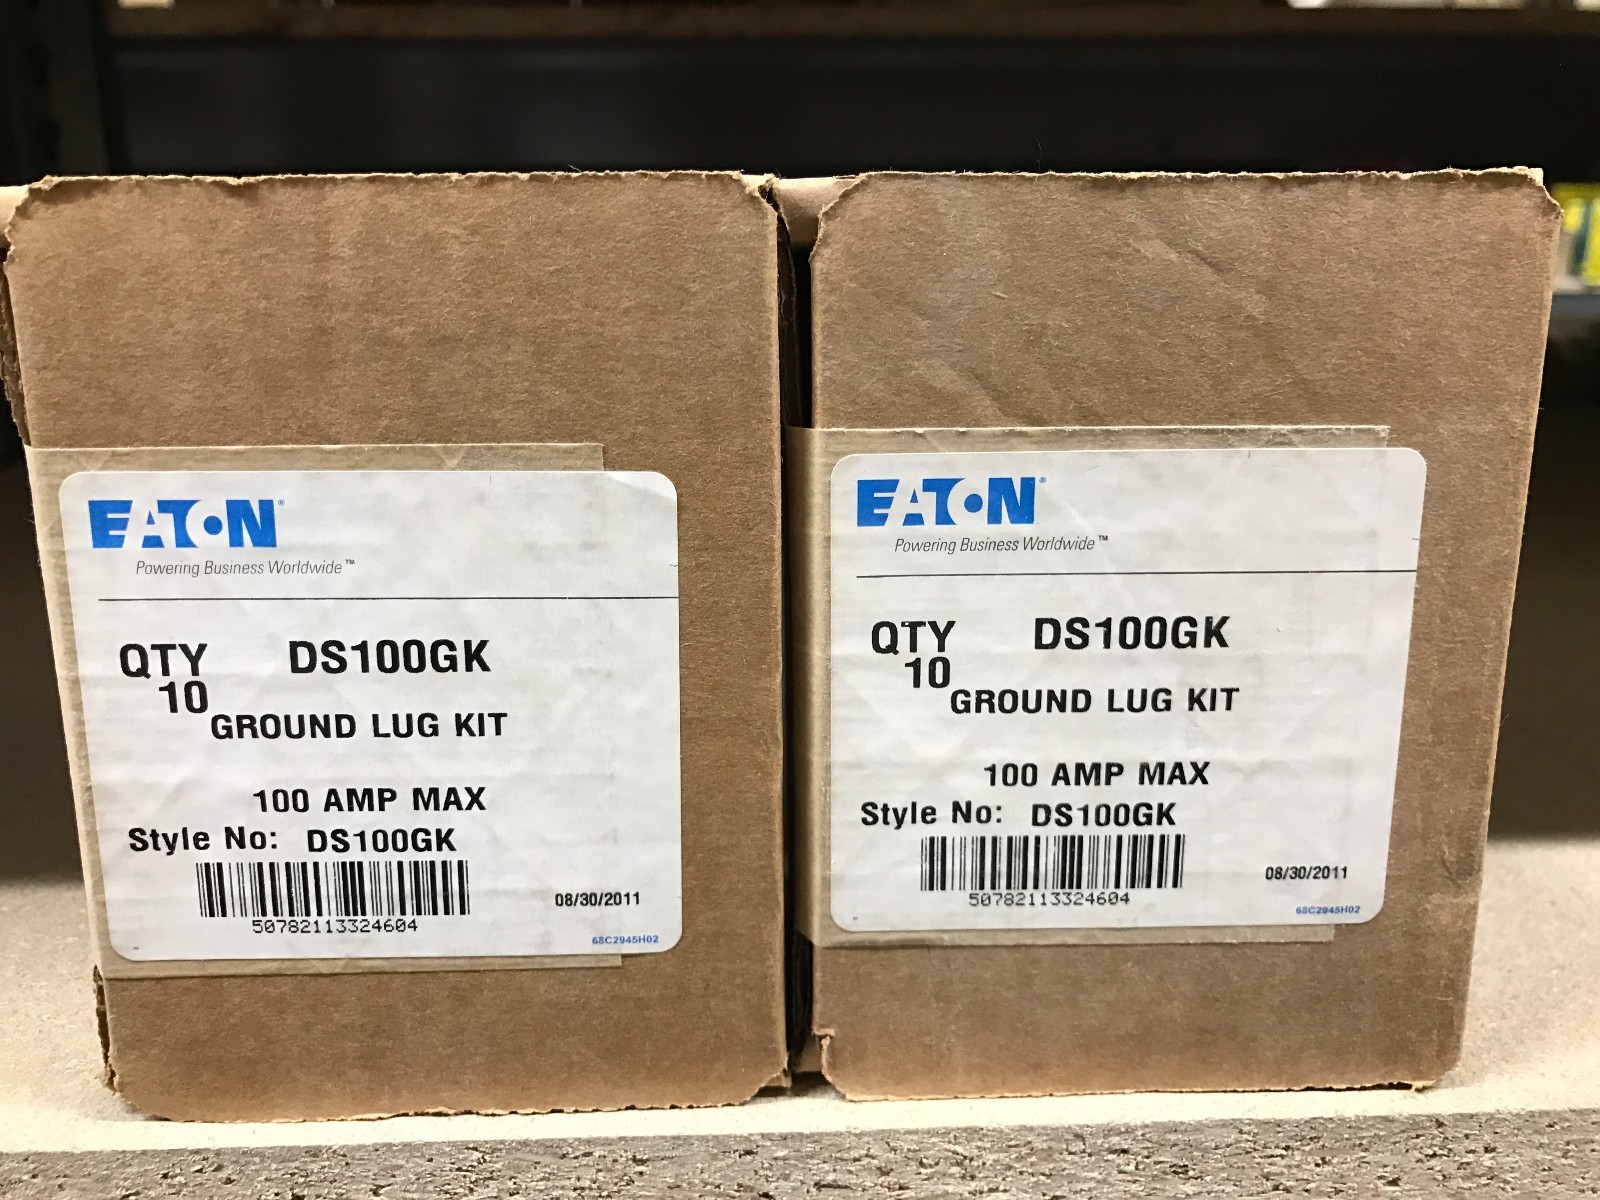 EATON®
Powering Business Worldwide™
QTY DS100GK
10
GROUND LUG KIT
100 AMP MAX
Style No: DS100GK
50782113324604
08/30/2011
68C2945H02
EATON®
Powering Business Worldwide™
QTY DS100GK
10
GROUND LUG KIT
100 AMP MAX
Style No: DS100GK
50782113324604
08/30/2011
68C2945H02